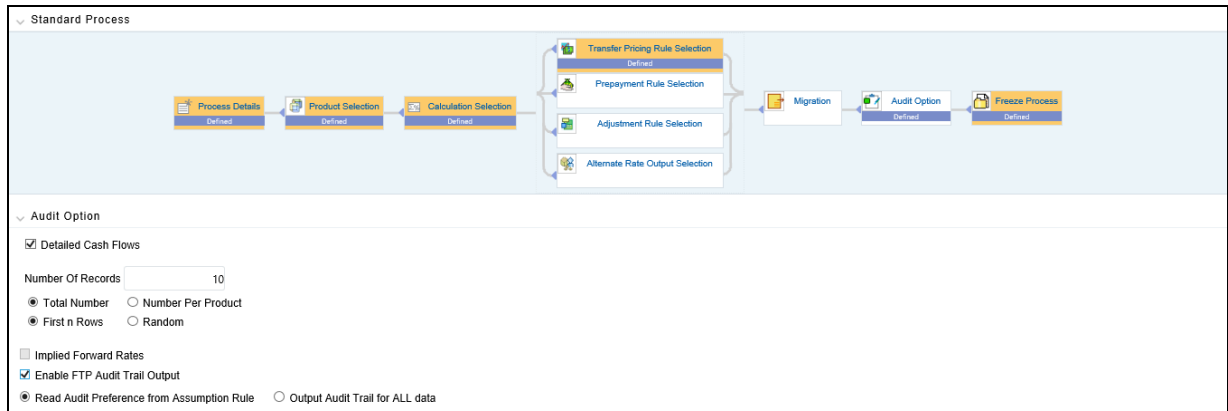 Standard Process
Transfer Pricing Rule Selection
Defined
Prepayment Rule Selection
Process Details
Defined
Product Selection
Defined
Calculation Selection
Defined
Migration
Audit Option
Defined
Freeze Process
Defined
Adjustment Rule Selection
Alternate Rate Output Selection
Audit Option
Detailed Cash Flows
Number Of Records 10
Total Number Number Per Product
First n Rows Random
Implied Forward Rates
Enable FTP Audit Trail Output
Read Audit Preference from Assumption Rule Output Audit Trail for ALL data